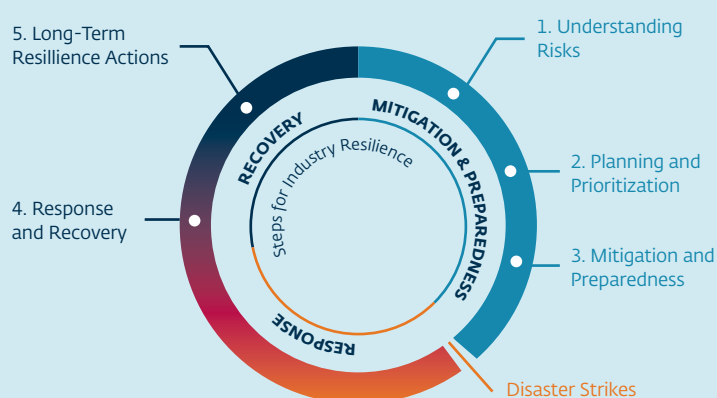 5. Long-Term
Resillience Actions
1. Understanding
Risks
RECOVERY
MITIGATION & PREPAREDNESS
Steps for Industry Resilience
2. Planning and
Prioritization
4. Response
and Recovery
3. Mitigation and
Preparedness
RESPONSE
Disaster Strikes